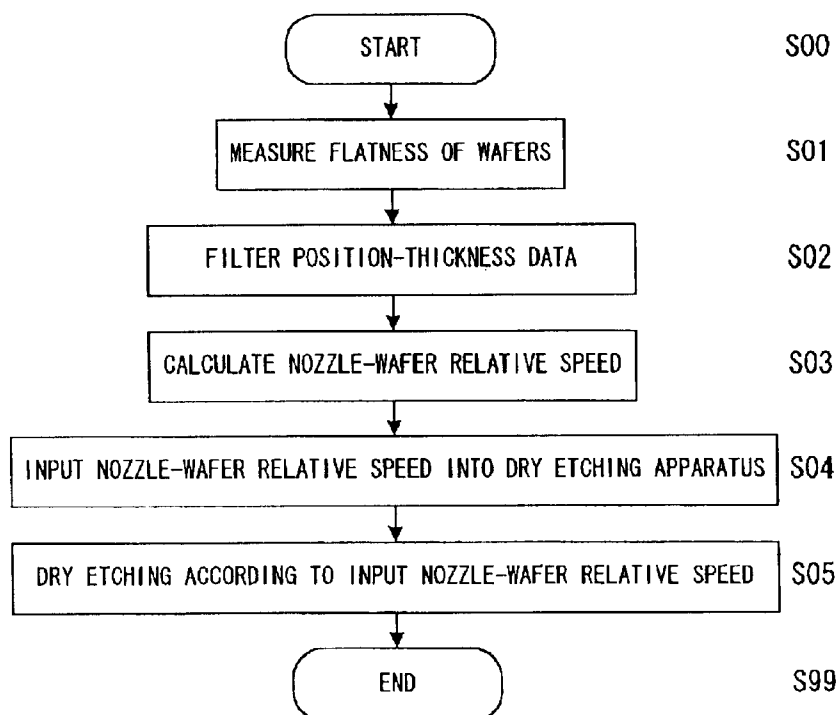 START S00
MEASURE FLATNESS OF WAFERS S01
FILTER POSITION-THICKNESS DATA S02
CALCULATE NOZZLE-WAFER RELATIVE SPEED S03
INPUT NOZZLE-WAFER RELATIVE SPEED INTO DRY ETCHING APPARATUS S04
DRY ETCHING ACCORDING TO INPUT NOZZLE-WAFER RELATIVE SPEED S05
END S99